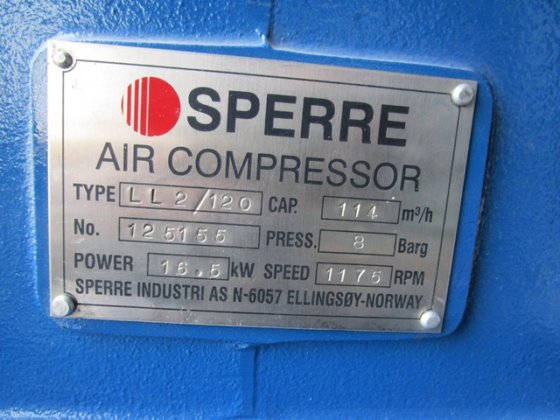 SPERRE
AIR COMPRESSOR
TYPE LL2/120 CAP. 114 m³/h
No. 125155 PRESS. 8 Barg
POWER 16.5 kW SPEED 1175 RPM
SPERRE INDUSTRI AS N-6057 ELLINGSØY-NORWAY